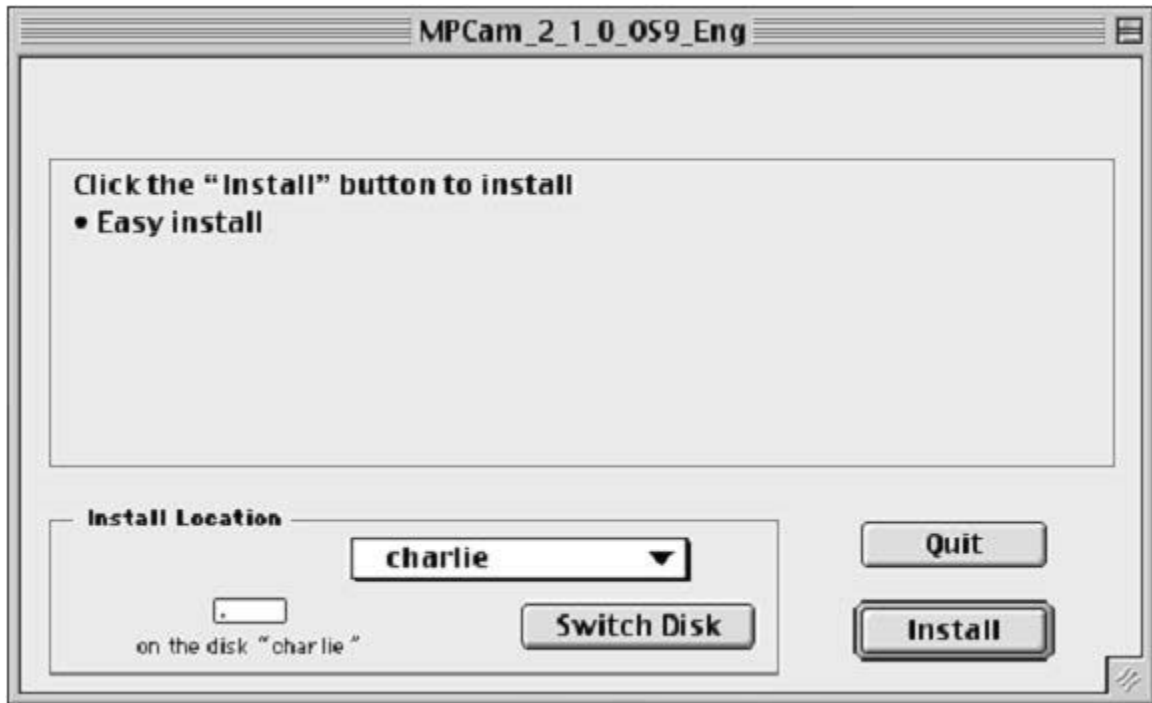 MPCam_2_1_0_OS9_Eng
Click the “Install” button to install
• Easy install
Install Location
charlie
Quit
on the disk “charlie”
Switch Disk
Install